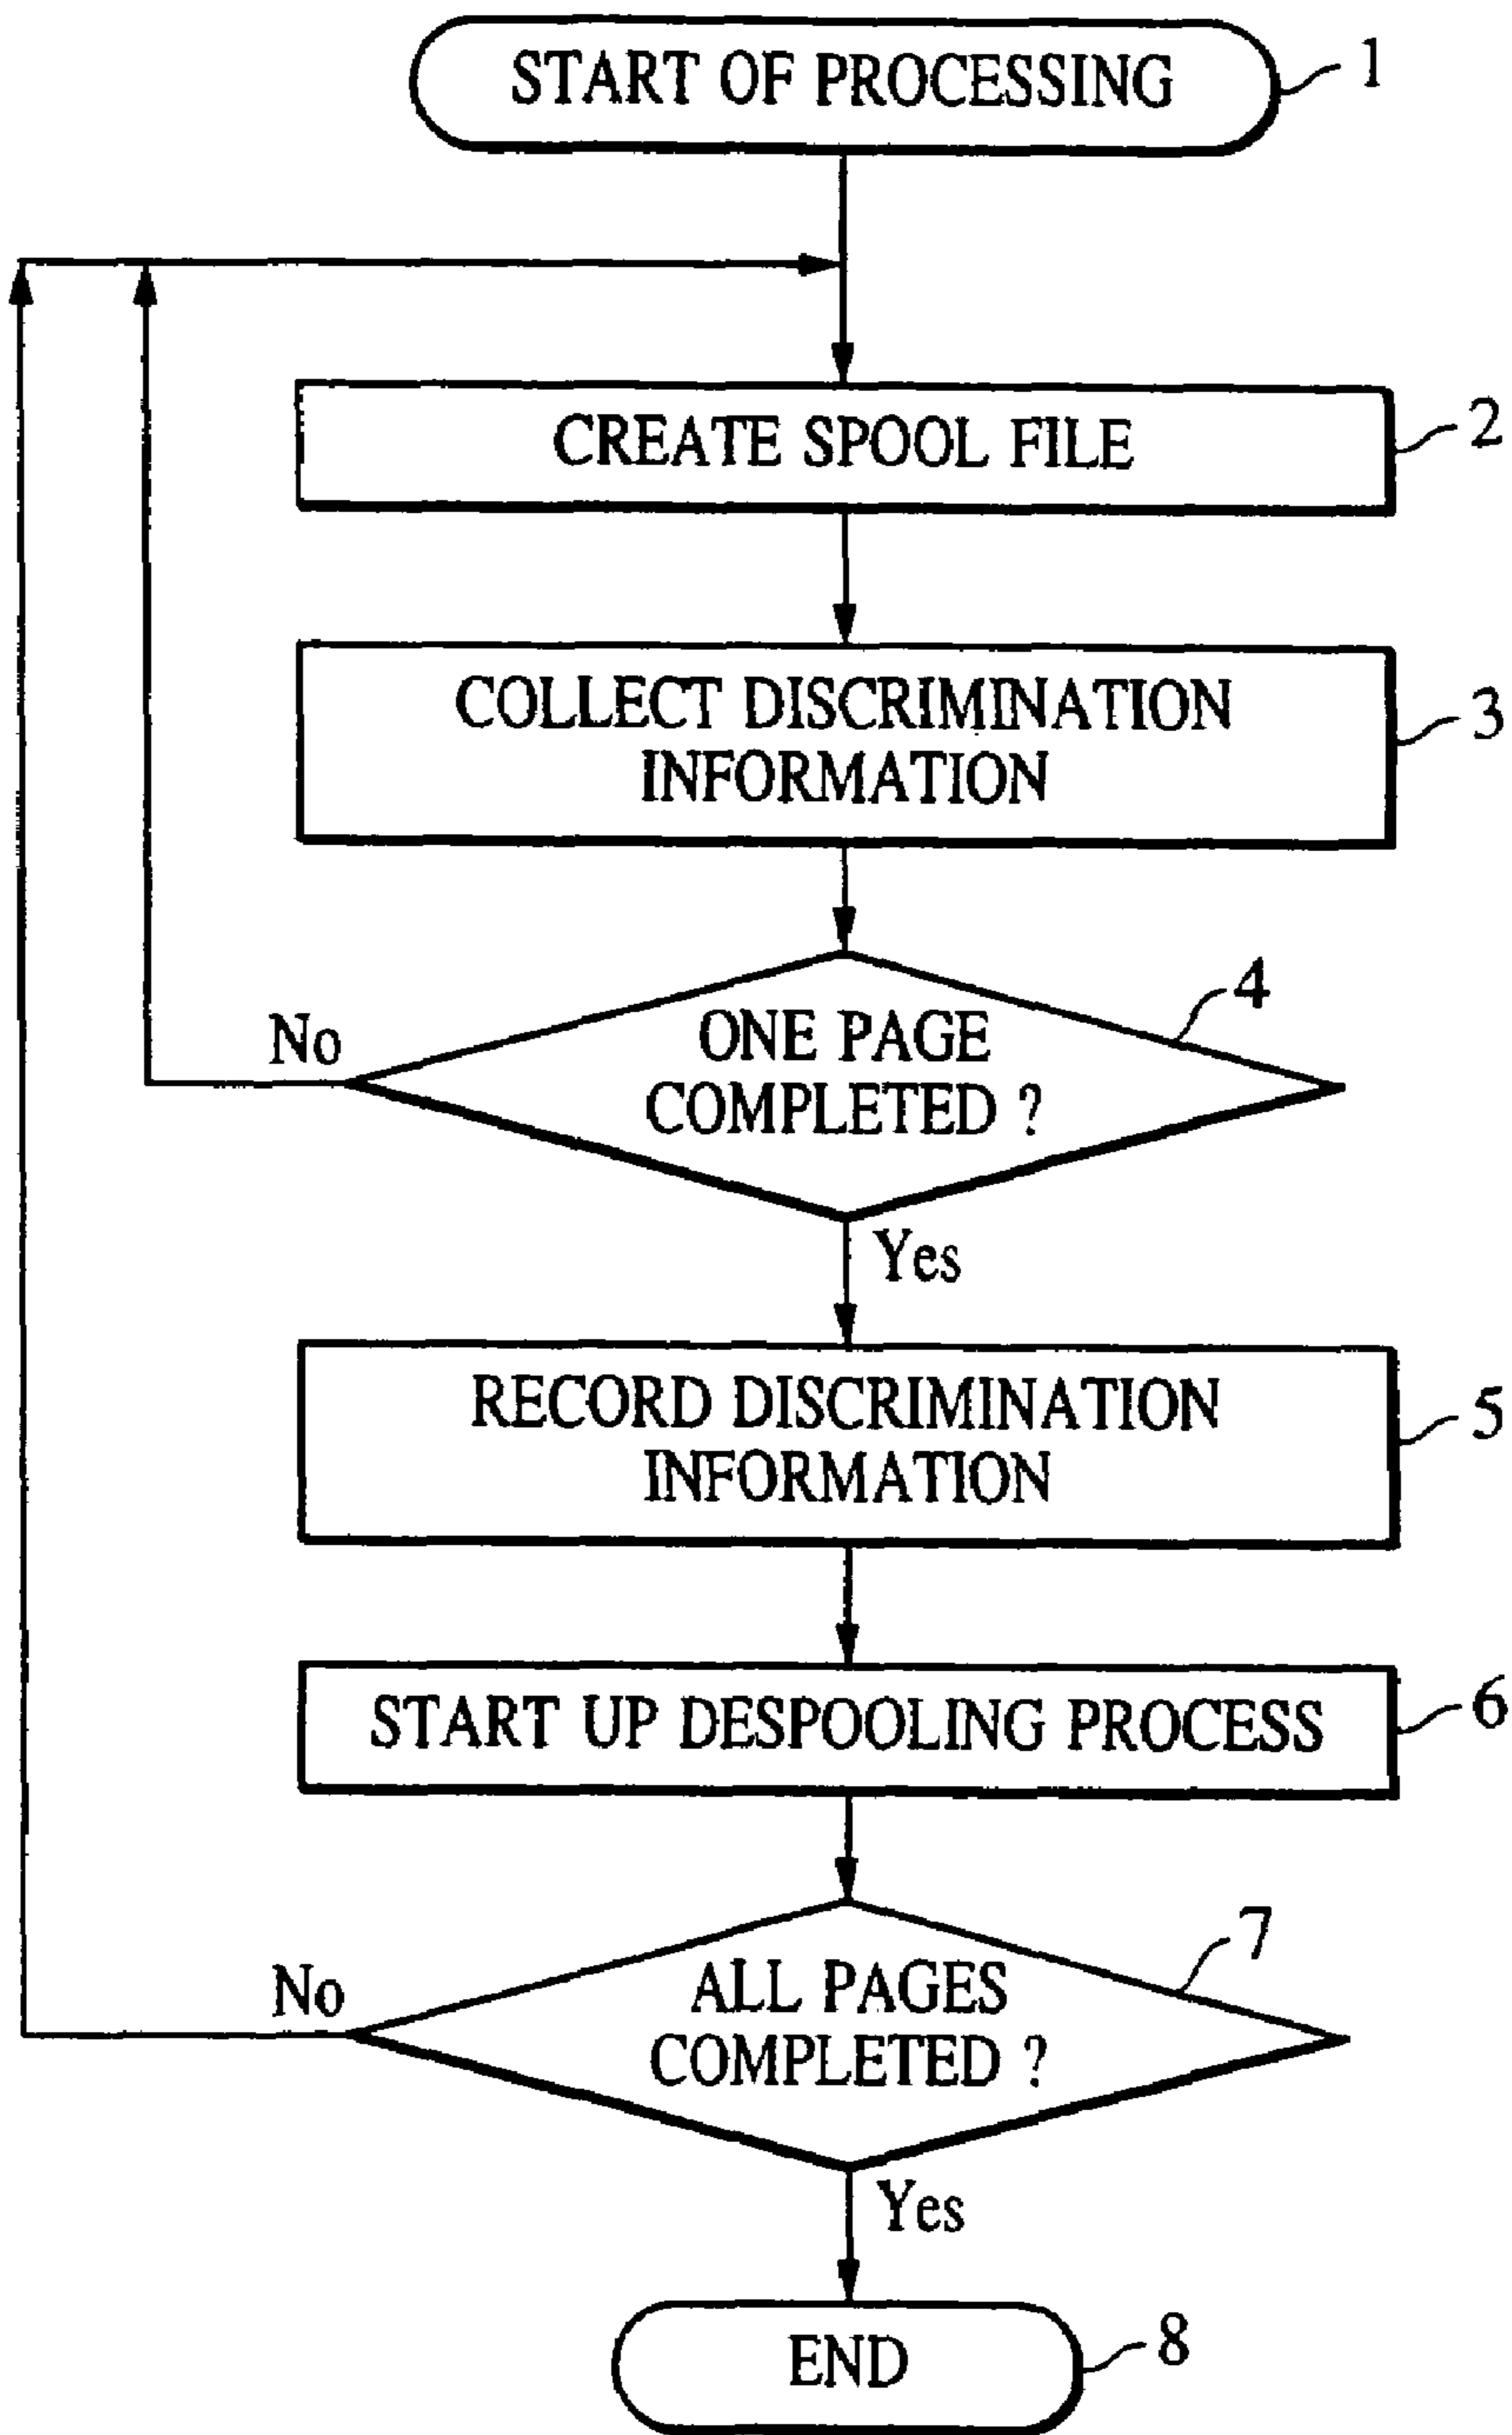 START OF PROCESSING
1
CREATE SPOOL FILE
2
COLLECT DISCRIMINATION
INFORMATION
3
ONE PAGE
COMPLETED ?
4
No
Yes
RECORD DISCRIMINATION
INFORMATION
5
START UP DESPOOLING PROCESS
6
ALL PAGES
COMPLETED ?
7
No
Yes
END
8